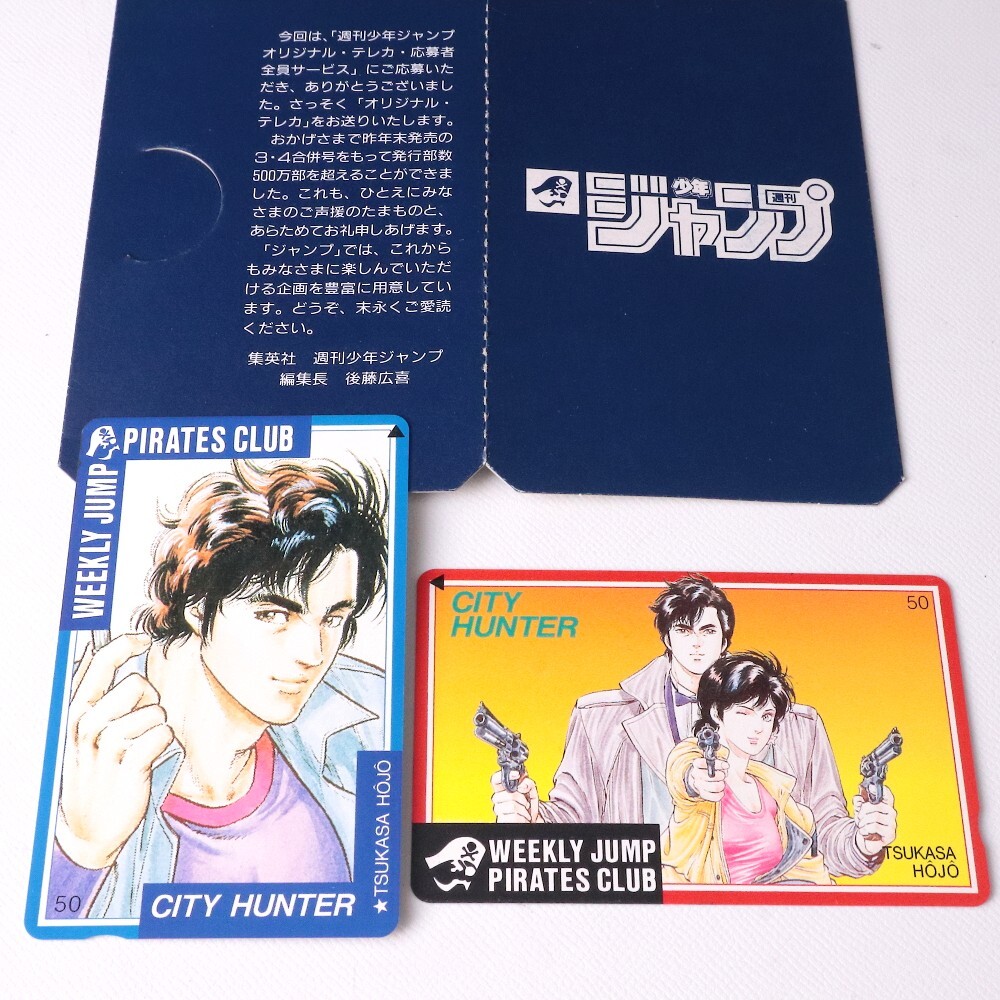 今回は、「週刊少年ジャンプ
オリジナル・テレカ・応募者
全員サービス」にご応募いた
だき、ありがとうございまし
た。さっそく「オリジナル・
テレカ」をお送りいたします。
おかげさまで昨年末発売の
3・4合併号をもって発行部数
500万部を超えることができま
した。これも、ひとえにみな
さまのご声援のたまものと、
あらためてお礼申しあげます。
「ジャンプ」では、これから
もみなさまに楽しんでいただ
ける企画を豊富に用意してい
ます。どうぞ、末永くご愛読
ください。
集英社 週刊少年ジャンプ
編集長 後藤広喜
週刊
少年
ジャンプ
PIRATES CLUB
WEEKLY JUMP
★TSUKASA HÔJÔ
50
CITY HUNTER
CITY
HUNTER
50
WEEKLY JUMP
PIRATES CLUB
TSUKASA
HÔJÔ